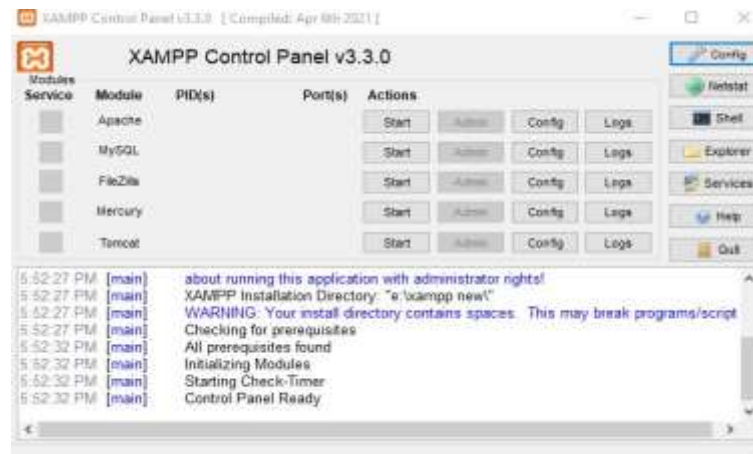 XAMPP Control Panel v3.3.0 [ Compiled: Apr 6th 2021 ]
XAMPP Control Panel v3.3.0
Config
Modules
Service Module PID(s) Port(s) Actions
Netstat
Apache Start Admin Config Logs
Shell
MySQL Start Admin Config Logs
Explorer
FileZilla Start Admin Config Logs
Services
Mercury Start Admin Config Logs
Help
Tomcat Start Admin Config Logs
Quit
5:52:27 PM [main] about running this application with administrator rights!
5:52:27 PM [main] XAMPP Installation Directory: "e:\xampp new\"
5:52:27 PM [main] WARNING: Your install directory contains spaces. This may break programs/script
5:52:27 PM [main] Checking for prerequisites
5:52:32 PM [main] All prerequisites found
5:52:32 PM [main] Initializing Modules
5:52:32 PM [main] Starting Check-Timer
5:52:32 PM [main] Control Panel Ready